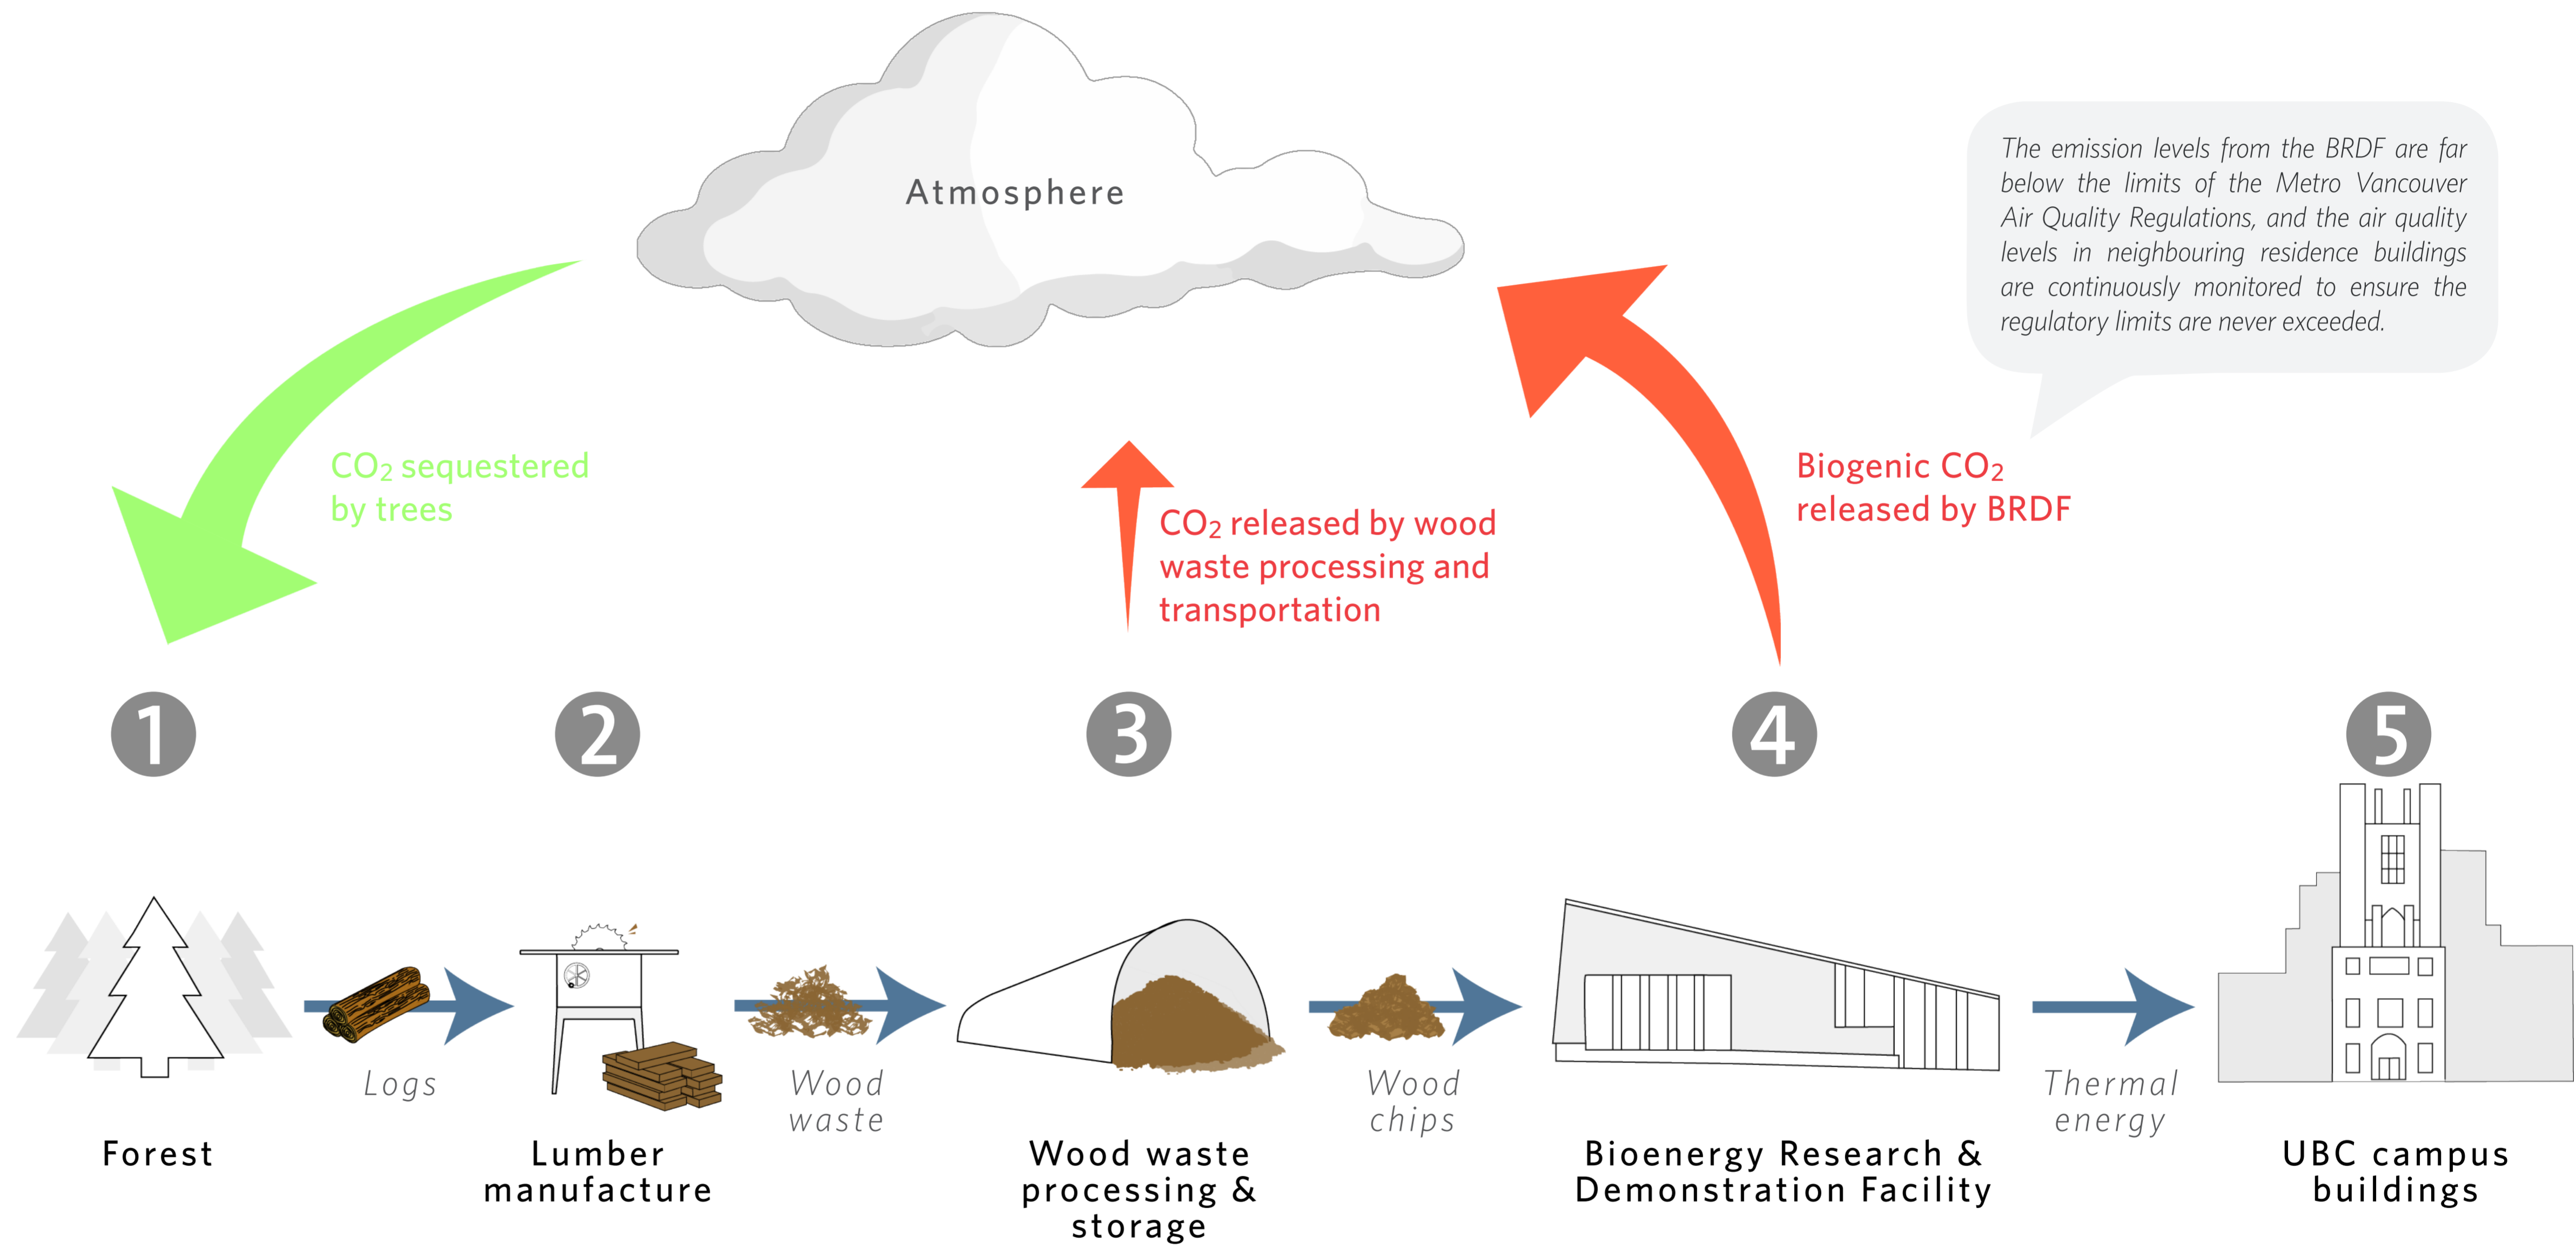 Atmosphere
The emission levels from the BRDF are far
below the limits of the Metro Vancouver
Air Quality Regulations, and the air quality
levels in neighbouring residence buildings
are continuously monitored to ensure the
regulatory limits are never exceeded.
CO₂ sequestered
by trees
CO₂ released by wood
waste processing and
transportation
Biogenic CO₂
released by BRDF
1
2
3
4
5
Logs
Wood
waste
Wood
chips
Thermal
energy
Forest
Lumber
manufacture
Wood waste
processing &
storage
Bioenergy Research &
Demonstration Facility
UBC campus
buildings